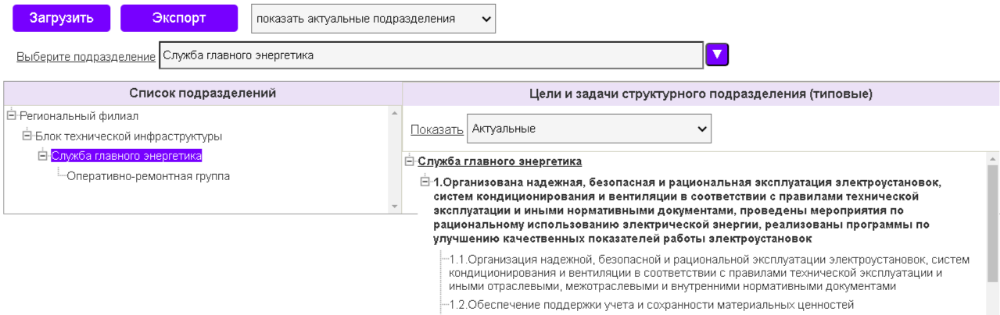 Загрузить Экспорт показать актуальные подразделения
Выберите подразделение Служба главного энергетика
Список подразделений
Региональный филиал
Блок технической инфраструктуры
Служба главного энергетика
Оперативно-ремонтная группа
Цели и задачи структурного подразделения (типовые)
Показать Актуальные
Служба главного энергетика
1.Организована надежная, безопасная и рациональная эксплуатация электроустановок,
систем кондиционирования и вентиляции в соответствии с правилами технической
эксплуатации и иными нормативными документами, проведены мероприятия по
рациональному использованию электрической энергии, реализованы программы по
улучшению качественных показателей работы электроустановок
1.1.Организация надежной, безопасной и рациональной эксплуатации электроустановок, систем
кондиционирования и вентиляции в соответствии с правилами технической эксплуатации и
иными отраслевыми, межотраслевыми и внутренними нормативными документами
1.2.Обеспечение поддержки учета и сохранности материальных ценностей